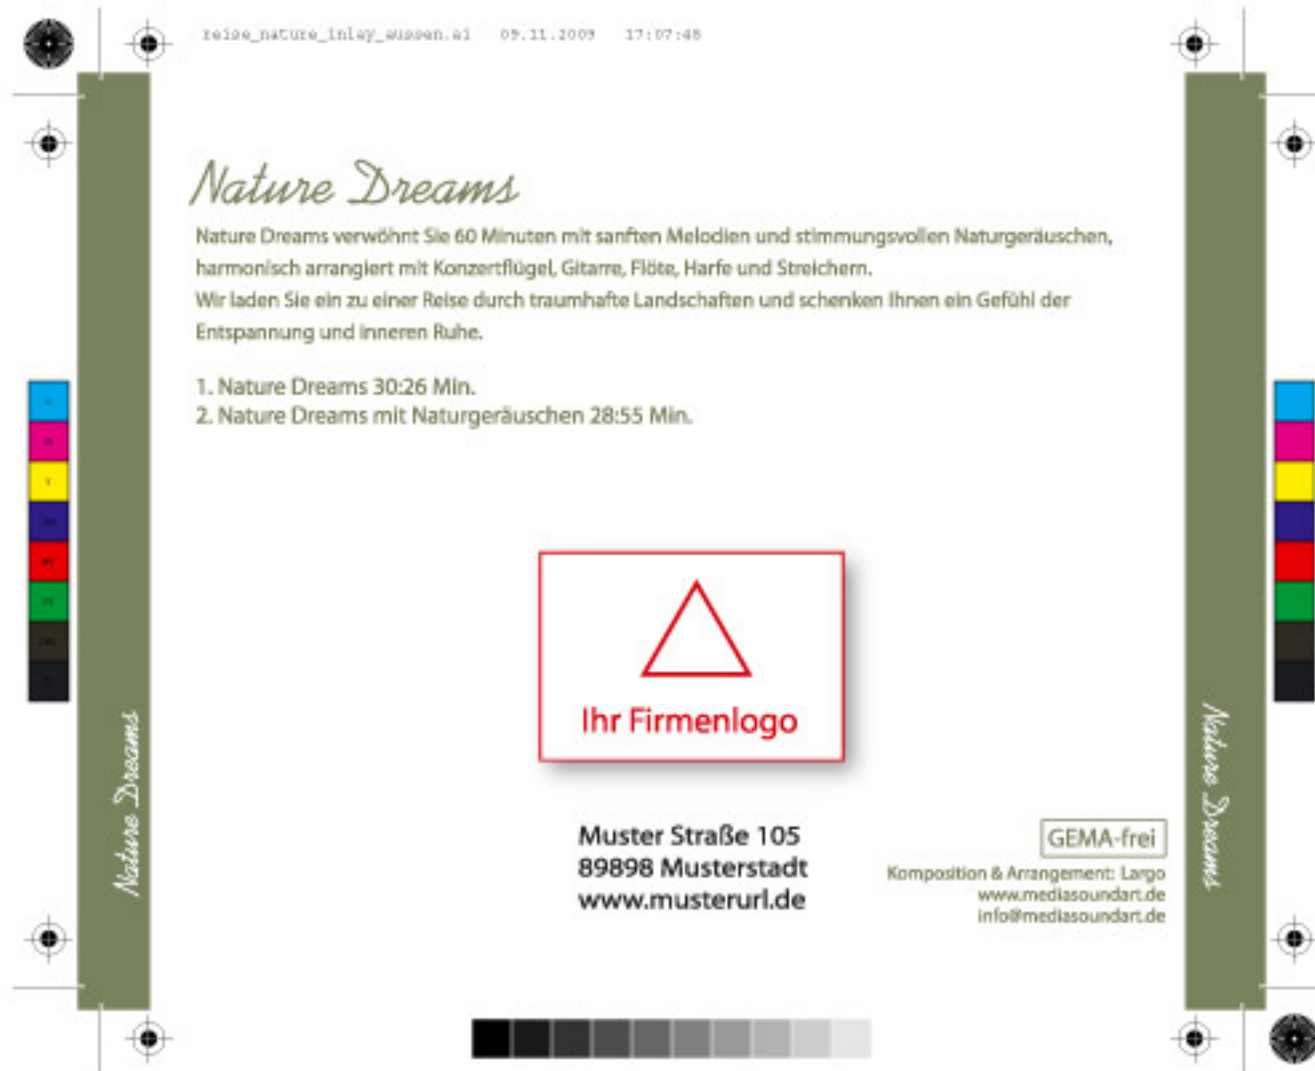 reise_nature_inlay_aussen.ai 09.11.2009 17:07:48
Nature Dreams
Nature Dreams verwöhnt Sie 60 Minuten mit sanften Melodien und stimmungsvollen Naturgeräuschen,
harmonisch arrangiert mit Konzertflügel, Gitarre, Flöte, Harfe und Streichern.
Wir laden Sie ein zu einer Reise durch traumhafte Landschaften und schenken Ihnen ein Gefühl der
Entspannung und inneren Ruhe.
1. Nature Dreams 30:26 Min.
2. Nature Dreams mit Naturgeräuschen 28:55 Min.
Ihr Firmenlogo
Nature Dreams
Nature Dreams
Muster Straße 105
89898 Musterstadt
www.musterurl.de
GEMA-frei
Komposition & Arrangement: Largo
www.mediasoundart.de
info@mediasoundart.de